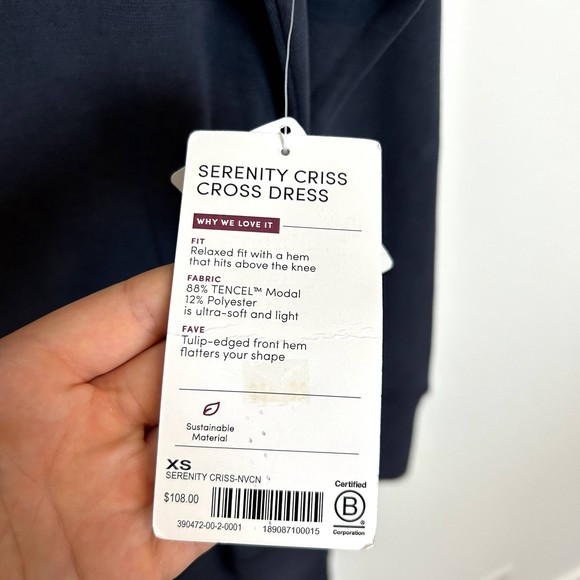 SERENITY CRISS
CROSS DRESS
WHY WE LOVE IT
FIT
Relaxed fit with a hem
that hits above the knee
FABRIC
88% TENCEL™ Modal
12% Polyester
is ultra-soft and light
FAVE
Tulip-edged front hem
flatters your shape
Sustainable
Material
XS
SERENITY CRISS-NVCN
$108.00
390472-00-2-0001 189087100015
Certified
B
®
Corporation